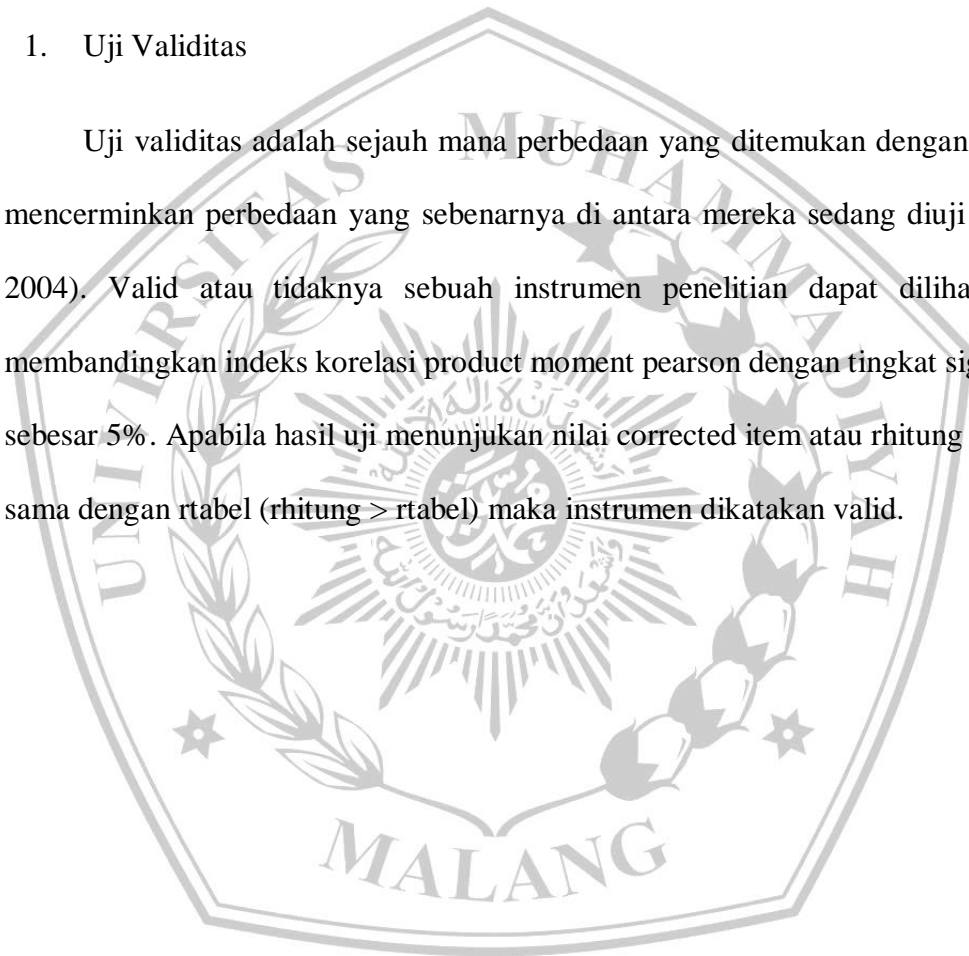 1. Uji Validitas
Uji validitas adalah sejauh mana perbedaan yang ditemukan dengan
mencerminkan perbedaan yang sebenarnya di antara mereka sedang diuji
2004). Valid atau tidaknya sebuah instrumen penelitian dapat diliha
membandingkan indeks korelasi product moment pearson dengan tingkat sig
sebesar 5%. Apabila hasil uji menunjukan nilai corrected item atau rhitung
sama dengan rtabel (rhitung > rtabel) maka instrumen dikatakan valid.
UNIVERSITAS MUHAMMADIYAH
MALANG